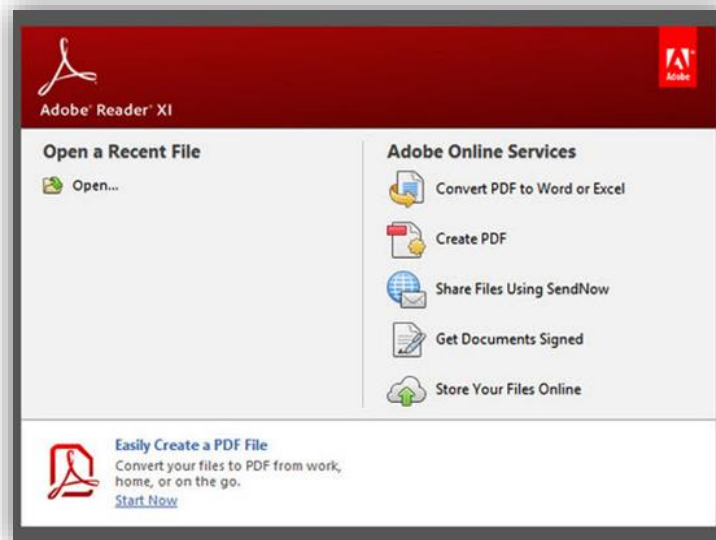 Adobe® Reader® XI
Adobe
Open a Recent File
Open...
Adobe Online Services
Convert PDF to Word or Excel
Create PDF
Share Files Using SendNow
Get Documents Signed
Store Your Files Online
Easily Create a PDF File
Convert your files to PDF from work,
home, or on the go.
Start Now